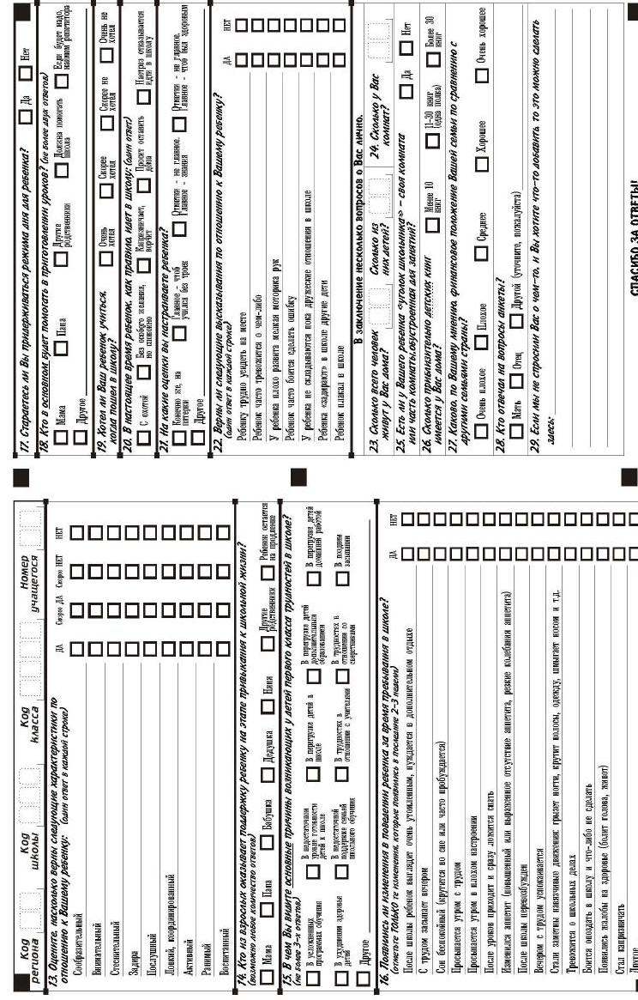 Код региона
Код школы
Код класса
Номер учащегося
13. Оцените, насколько верны следующие характеристики по
отношению к Вашему ребенку: (один ответ в каждой строке)
ДА Скорее ДА Скорее НЕТ НЕТ
Сообразительный
Внимательный
Стеснительный
Задира
Послушный
Ловкий, координированный
Активный
Ранимый
Воспитанный
14. Кто из взрослых оказывает поддержку ребенку на этапе привыкания к школьной жизни?
(возможно любое количество ответов)
Мама
Папа
Бабушка
Дедушка
Няня
Другие родственники
Ребенок остается на продленке
15. В чем Вы видите основные причины возникающих у детей первого класса трудностей в школе?
(не более 3-х ответов)
В усложненных программах обучение
В недостаточном уровне готовности детей к школе
В перегрузке детей в школе
В перегрузке детей дополнительным образованием
В перегрузке детей домашней работой
В ухудшении здоровья детей
В недостаточной поддержке семьей школьного обучения
В трудностях в отношении с учителями
В трудностях в отношении со сверстниками
В позднем засыпании
Другое
16. Появились ли изменения в поведении ребенка за время пребывания в школе?
(отметьте ТОЛЬКО те изменения, которые появились в последние 2-3 недели)
ДА НЕТ
После школы ребенок выглядит очень утомленным, нуждается в дополнительном отдыхе
С трудом засыпает вечером
Сон беспокойный (крутится во сне или часто пробуждается)
Просыпается утром с трудом
Просыпается утром в плохом настроении
После уроков приходит и сразу ложится спать
Изменился аппетит (повышенный или выраженное отсутствие аппетита, резкие колебания аппетита)
После школы перевозбужден
Вечером с трудом успокаивается
Стали заметны навязчивые движения: грызет ногти, крутит волосы, одежду, шмыгает носом и т.д.
Тревожится о школьных делах
Боится опоздать в школу и что-либо не сделать
Появились жалобы на здоровье (болит голова, живот)
Стал капризничать
Другое
17. Стараетесь ли Вы придерживаться режима дня для ребенка?
Да
Нет
18. Кто в основном будет помогать в приготовлении уроков? (не более двух ответов)
Мама
Папа
Другие родственники
Должна помогать школа
Если будет надо, наймем репетитора
Другое
19. Хотел ли Ваш ребенок учиться,
когда пошел в школу?
Очень хотел
Скорее хотел
Скорее не хотел
Очень не хотел
20. В настоящее время ребенок, как правило, идет в школу: (один ответ)
С охотой
Без особого желания, но спокойно
Капризничает, ворчит
Просит оставить дома
Наотрез отказывается идти в школу
21. На какие оценки Вы настраиваете ребенка?
Конечно же, на пятерки
Главное - чтоб учился без троек
Отметки - не главное. Главное - знания
Отметки - не главное. Главное - чтоб был здоровым
Другое
22. Верны ли следующие высказывания по отношению к Вашему ребенку?
(один ответ в каждой строке)
ДА НЕТ
Ребенку трудно усидеть на месте
Ребенок часто тревожится о чем-либо
У ребенка плохо развита мелкая моторика рук
Ребенок часто боится сделать ошибку
У ребенка не складываются пока дружеские отношения в школе
Ребенка «задирают» в школе другие дети
Ребенок плакал в школе
В заключение несколько вопросов о Вас лично.
23. Сколько всего человек живут у Вас дома?
Сколько из них детей?
24. Сколько у Вас комнат?
25. Есть ли у Вашего ребенка «уголок школьника» - своя комната
или часть комнаты, обустроенная для занятий?
Да
Нет
26. Сколько приблизительно детских книг
имеется у Вас дома?
Менее 10 книг
11-30 книг (одна полка)
Более 30 книг
27. Каково, по Вашему мнению, финансовое положение Вашей семьи по сравнению с
другими семьями страны?
Очень плохое
Плохое
Среднее
Хорошее
Очень хорошее
28. Кто отвечал на вопросы анкеты?
Мать
Отец
Другой (уточните, пожалуйста)
29. Если мы не спросили Вас о чем-то, и Вы хотите что-то добавить, то это можно сделать
здесь:
СПАСИБО ЗА ОТВЕТЫ!